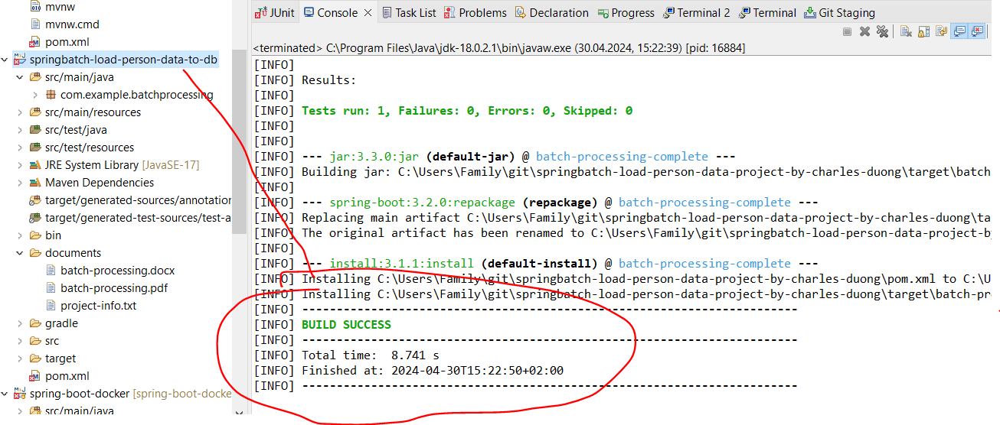 mvnw
mvnw.cmd
pom.xml
springbatch-load-person-data-to-db
src/main/java
com.example.batchprocessing
src/main/resources
src/test/java
src/test/resources
JRE System Library [JavaSE-17]
Maven Dependencies
target/generated-sources/annotation
target/generated-test-sources/test-a
bin
documents
batch-processing.docx
batch-processing.pdf
project-info.txt
gradle
src
target
pom.xml
spring-boot-docker [spring-boot-docke
src/main/java
JUnit Console Task List Problems Declaration Progress Terminal 2 Terminal Git Staging
<terminated> C:\Program Files\Java\jdk-18.0.2.1\bin\javaw.exe (30.04.2024, 15:22:39) [pid: 16884]
[INFO]
[INFO] Results:
[INFO]
[INFO] Tests run: 1, Failures: 0, Errors: 0, Skipped: 0
[INFO]
[INFO]
[INFO] --- jar:3.3.0:jar (default-jar) @ batch-processing-complete ---
[INFO] Building jar: C:\Users\Family\git\springbatch-load-person-data-project-by-charles-duong\target\batch
[INFO]
[INFO] --- spring-boot:3.2.0:repackage (repackage) @ batch-processing-complete ---
[INFO] Replacing main artifact C:\Users\Family\git\springbatch-load-person-data-project-by-charles-duong\ta
[INFO] The original artifact has been renamed to C:\Users\Family\git\springbatch-load-person-data-project-by
[INFO]
[INFO] --- install:3.1.1:install (default-install) @ batch-processing-complete ---
[INFO] Installing C:\Users\Family\git\springbatch-load-person-data-project-by-charles-duong\pom.xml to C:\U
[INFO] Installing C:\Users\Family\git\springbatch-load-person-data-project-by-charles-duong\target\batch-pro
[INFO] ------------------------------------------------------------------------
[INFO] BUILD SUCCESS
[INFO] ------------------------------------------------------------------------
[INFO] Total time:  8.741 s
[INFO] Finished at: 2024-04-30T15:22:50+02:00
[INFO] ------------------------------------------------------------------------